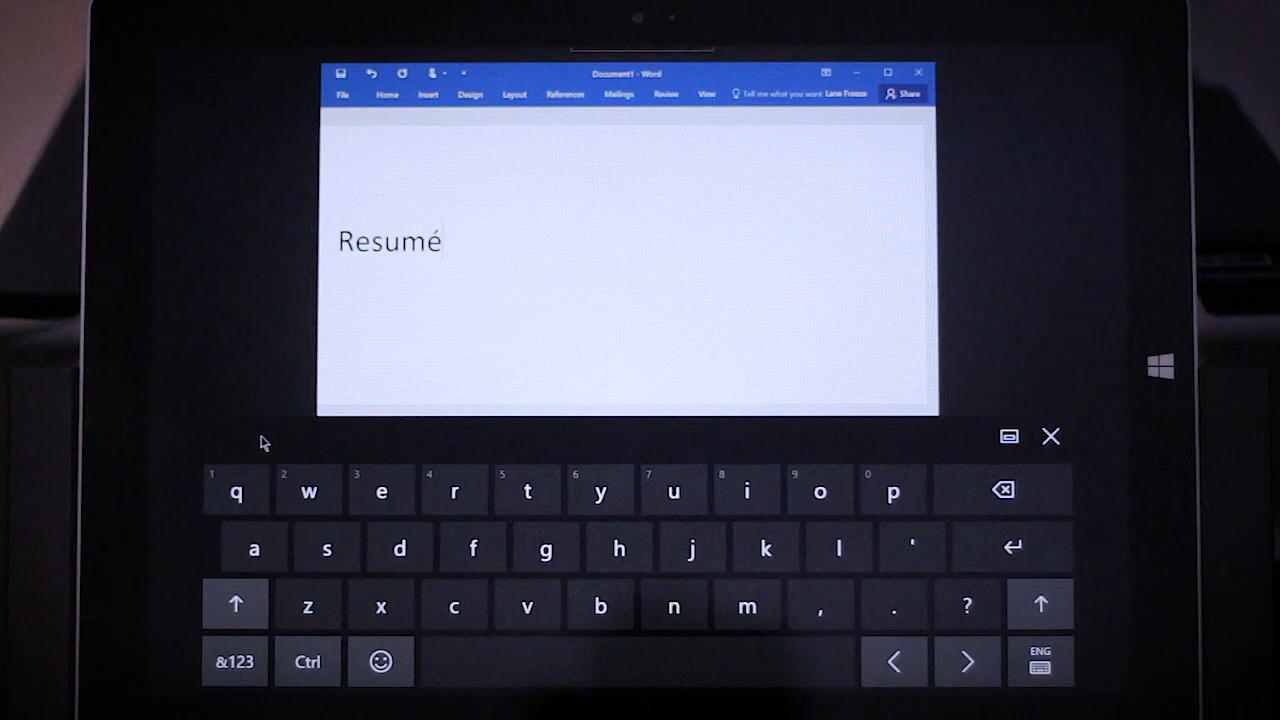 Document1 - Word
File Home Insert Design Layout References Mailings Review View Tell me what you want Lane Freeze Share
Resumé
1 2 3 4 5 6 7 8 9 0
q w e r t y u i o p
a s d f g h j k l '
z x c v b n m , . ?
&123 Ctrl < > ENG